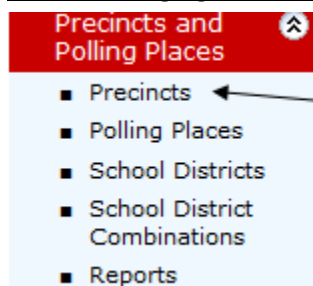 Precincts and
Polling Places
Precincts
Polling Places
School Districts
School District
Combinations
Reports